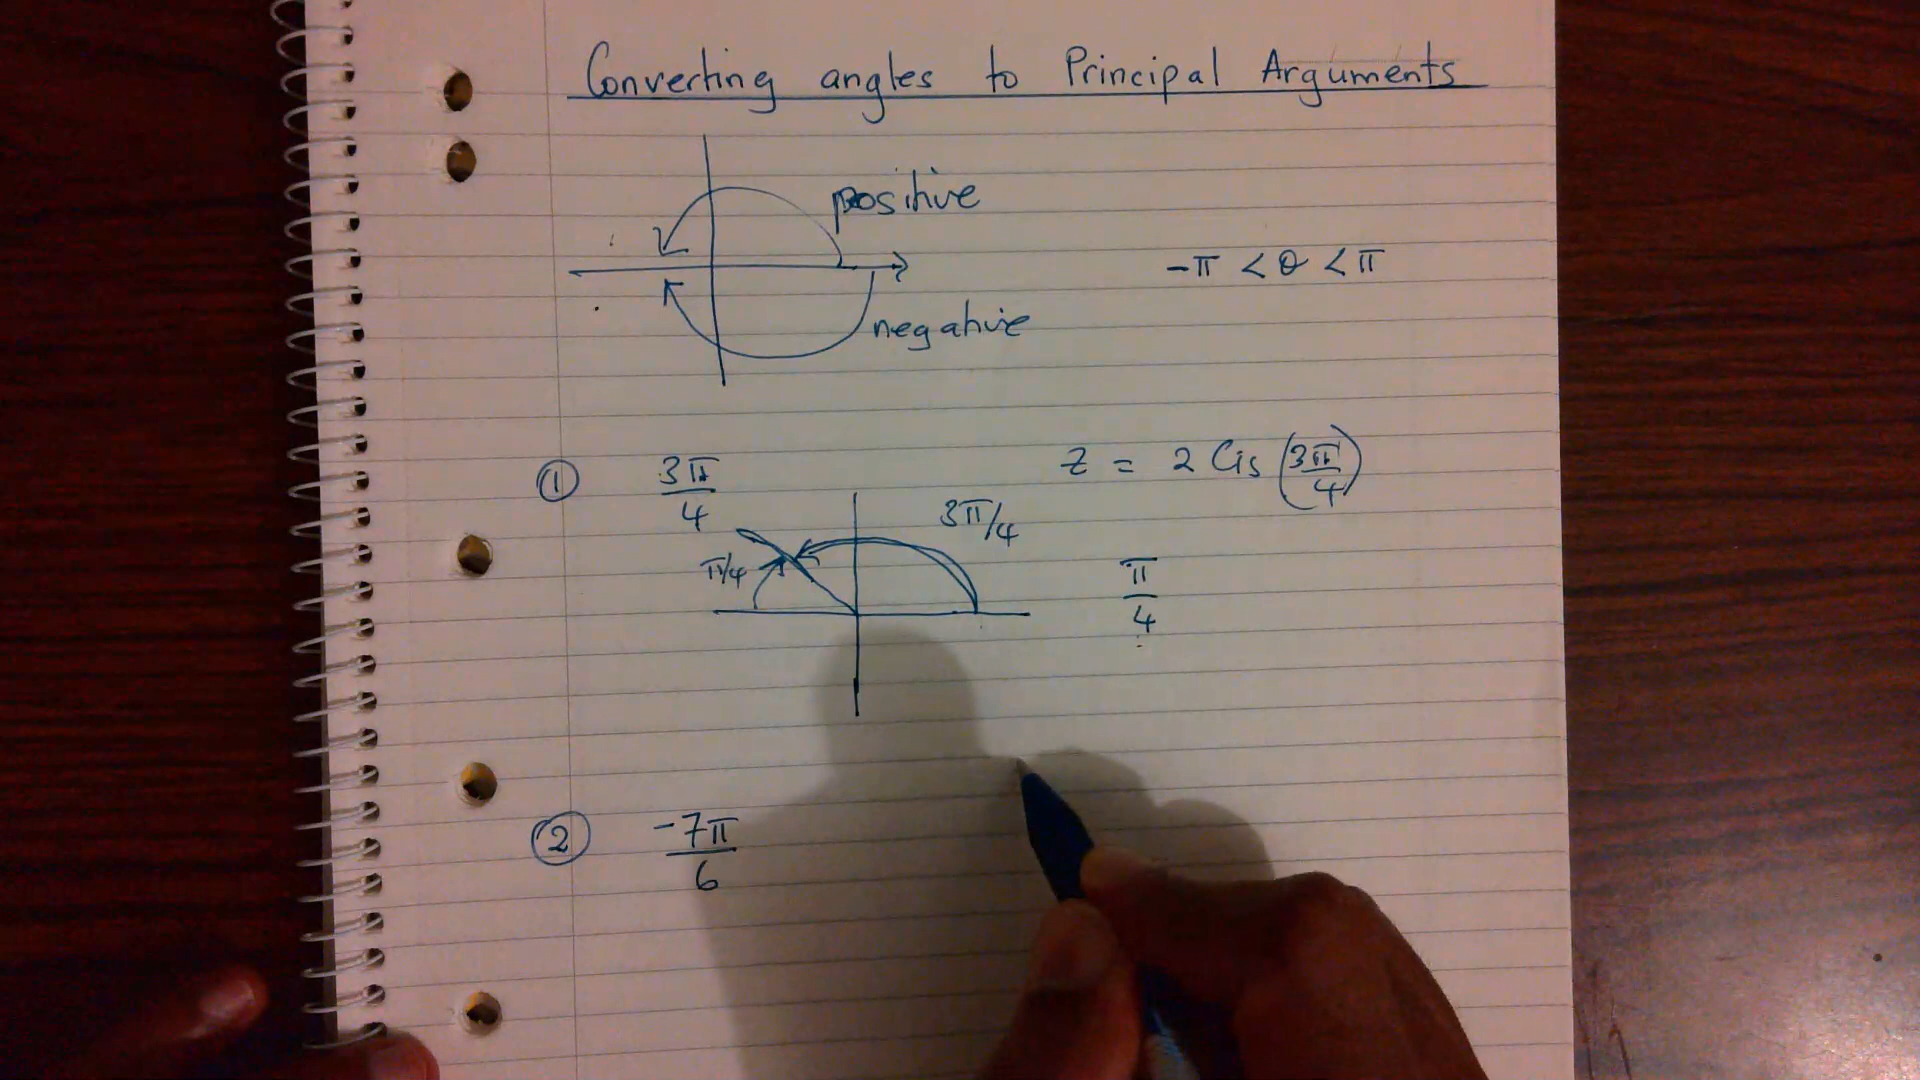 Converting angles to Principal Arguments
positive
-π < θ < π
negative
① 3π/4
z = 2 Cis (3π/4)
3π/4
π/4
π/4
② -7π/6